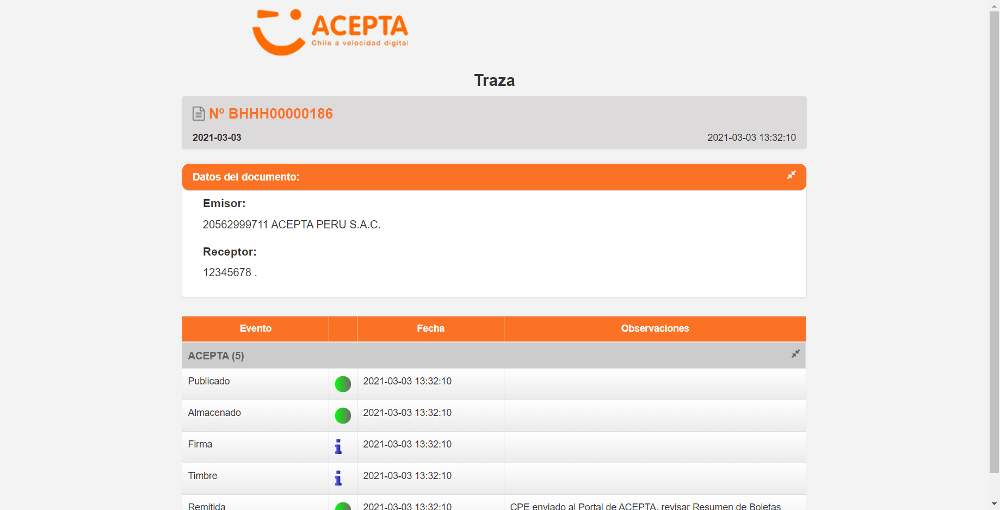 ACEPTA
Chile a velocidad digital
Traza
Nº BHHH00000186
2021-03-03 2021-03-03 13:32:10
Datos del documento:
Emisor:
20562999711 ACEPTA PERU S.A.C.
Receptor:
12345678 .
Evento Fecha Observaciones
ACEPTA (5)
Publicado 2021-03-03 13:32:10
Almacenado 2021-03-03 13:32:10
Firma 2021-03-03 13:32:10
Timbre 2021-03-03 13:32:10
Remitida 2021-03-03 13:32:10 CPE enviado al Portal de ACEPTA, revisar Resumen de Boletas